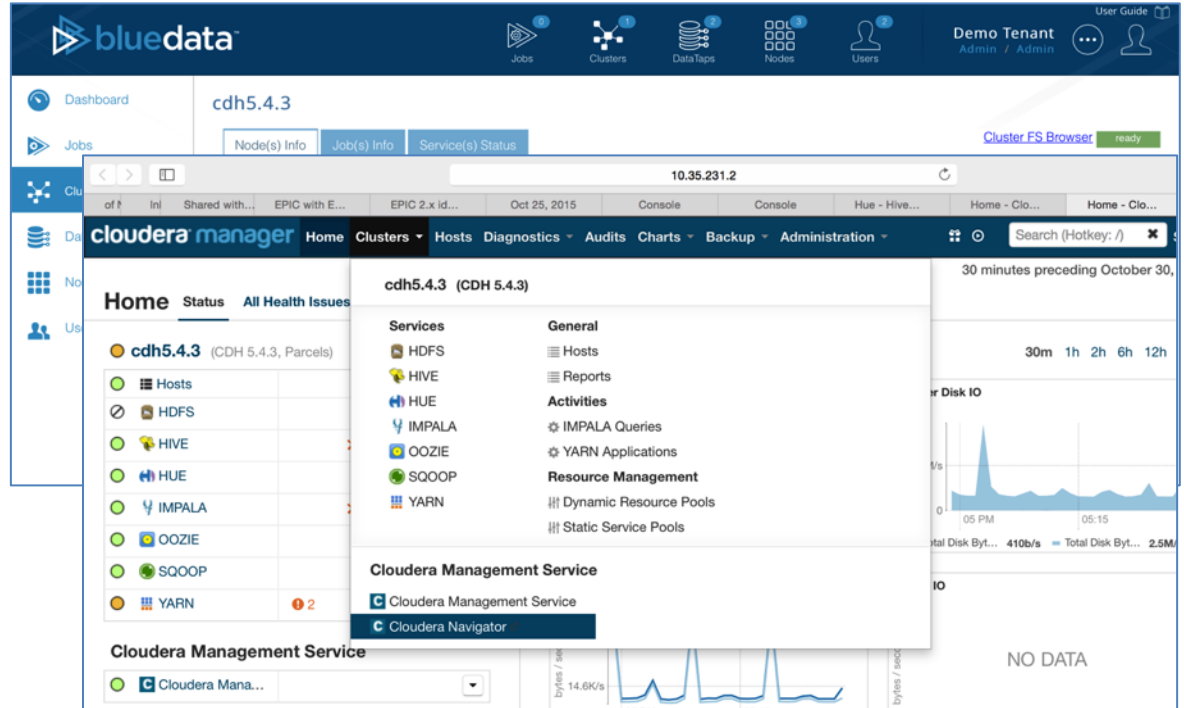 User Guide
bluedata
0
1
2
3
2
Jobs
Clusters
DataTaps
Nodes
Users
Demo Tenant
Admin / Admin
Dashboard
cdh5.4.3
Jobs
Node(s) Info Job(s) Info Service(s) Status
Cluster FS Browser ready
10.35.231.2
Shared with... EPIC with E... EPIC 2.x id... Oct 25, 2015 Console Console Hue - Hive... Home - Clo... Home - Clo...
cloudera manager Home Clusters Hosts Diagnostics Audits Charts Backup Administration Search (Hotkey: /)
30 minutes preceding October 30,
Home Status All Health Issues
cdh5.4.3 (CDH 5.4.3)
Services General
HDFS Hosts
HIVE Reports
HUE Activities
IMPALA IMPALA Queries
OOZIE YARN Applications
SQOOP Resource Management
YARN Dynamic Resource Pools
Static Service Pools
Cloudera Management Service
Cloudera Management Service
Cloudera Navigator
cdh5.4.3 (CDH 5.4.3, Parcels)
Hosts
HDFS
HIVE
HUE
IMPALA
OOZIE
SQOOP
YARN 2
Cloudera Management Service
Cloudera Mana...
30m 1h 2h 6h 12h
Disk IO
0
05 PM 05:15
Disk Byt... 410b/s Total Disk Byt... 2.5M/
IO
NO DATA
bytes /
14.6K/s
bytes /